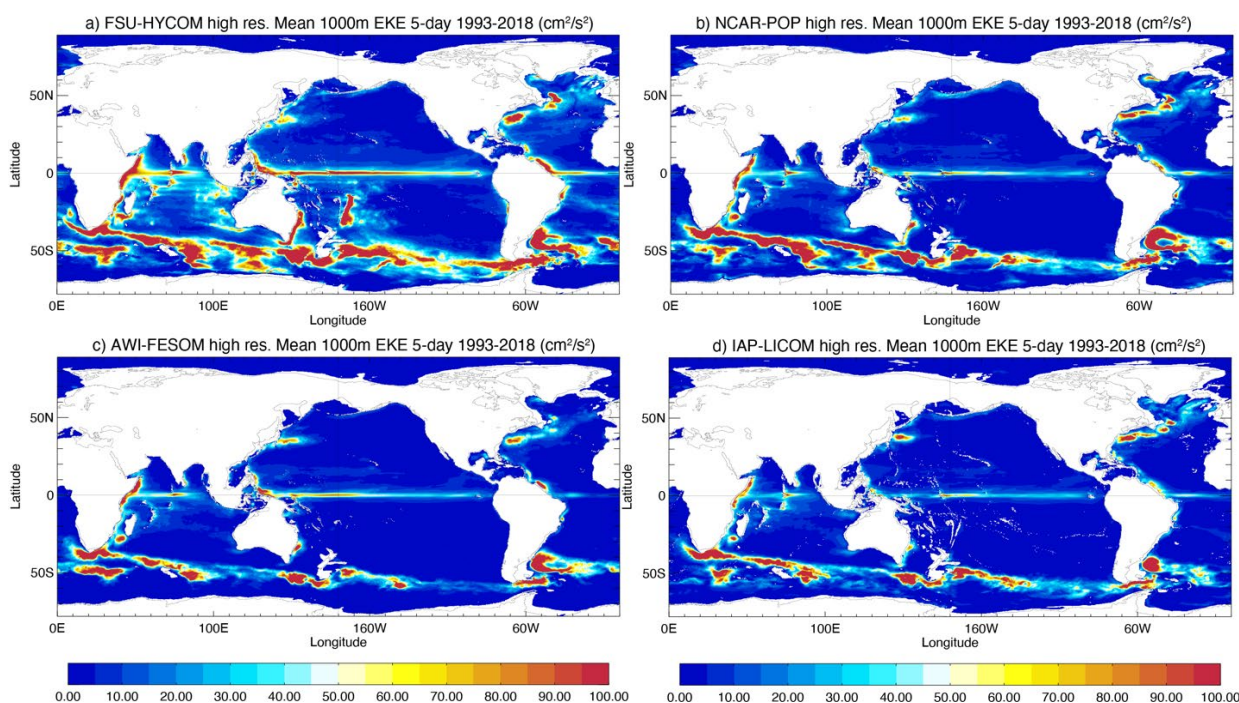 a) FSU-HYCOM high res. Mean 1000m EKE 5-day 1993-2018 (cm²/s²)
50N
0
50S
Latitude
0E 100E 160W 60W
Longitude
b) NCAR-POP high res. Mean 1000m EKE 5-day 1993-2018 (cm²/s²)
50N
0
50S
Latitude
0E 100E 160W 60W
Longitude
c) AWI-FESOM high res. Mean 1000m EKE 5-day 1993-2018 (cm²/s²)
50N
0
50S
Latitude
0E 100E 160W 60W
Longitude
d) IAP-LICOM high res. Mean 1000m EKE 5-day 1993-2018 (cm²/s²)
50N
0
50S
Latitude
0E 100E 160W 60W
Longitude
0.00 10.00 20.00 30.00 40.00 50.00 60.00 70.00 80.00 90.00 100.00
0.00 10.00 20.00 30.00 40.00 50.00 60.00 70.00 80.00 90.00 100.00